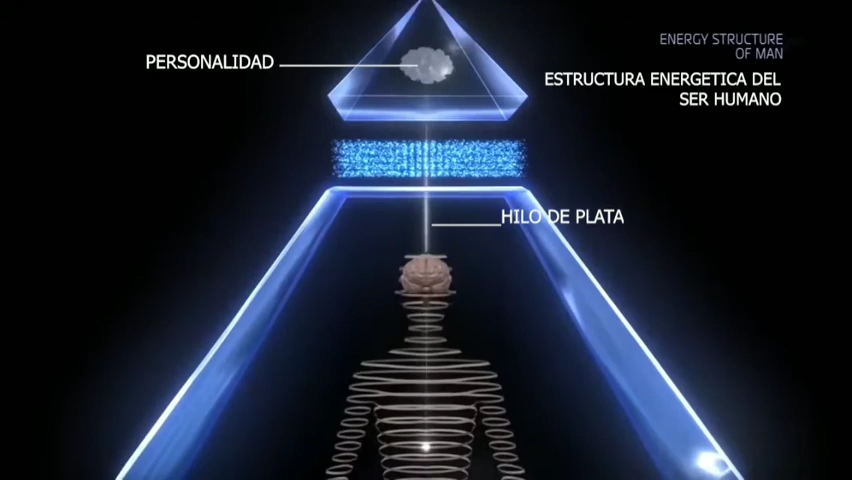 ENERGY STRUCTURE
OF MAN
PERSONALIDAD
ESTRUCTURA ENERGETICA DEL
SER HUMANO
HILO DE PLATA